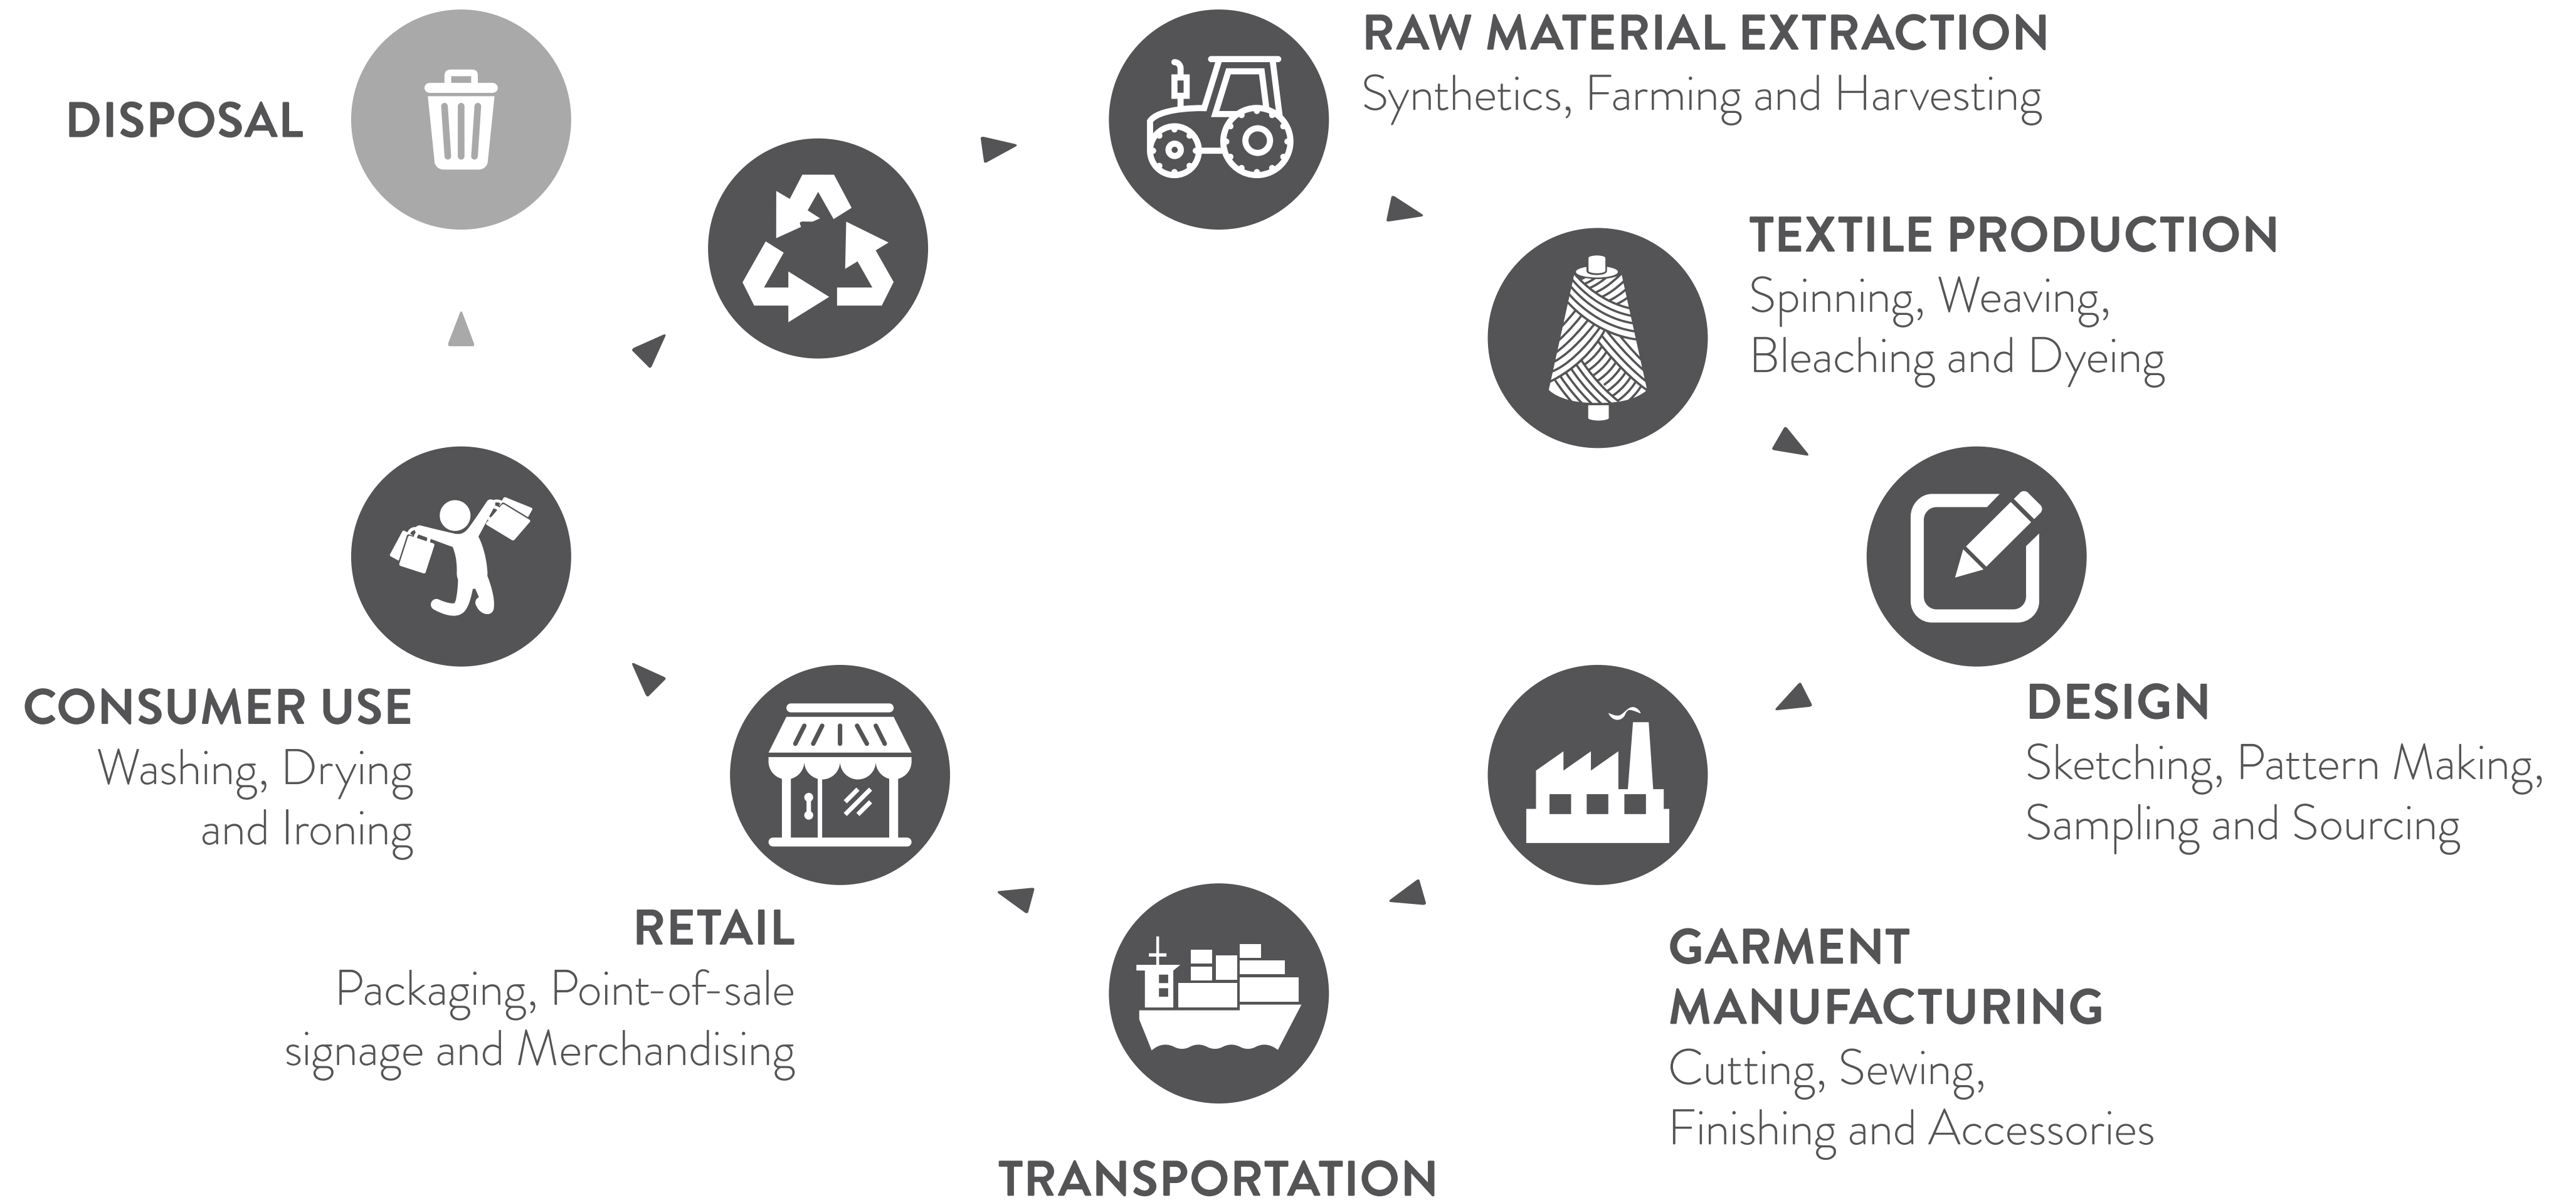 DISPOSAL
RAW MATERIAL EXTRACTION
Synthetics, Farming and Harvesting
TEXTILE PRODUCTION
Spinning, Weaving,
Bleaching and Dyeing
DESIGN
Sketching, Pattern Making,
Sampling and Sourcing
GARMENT
MANUFACTURING
Cutting, Sewing,
Finishing and Accessories
TRANSPORTATION
RETAIL
Packaging, Point-of-sale
signage and Merchandising
CONSUMER USE
Washing, Drying
and Ironing